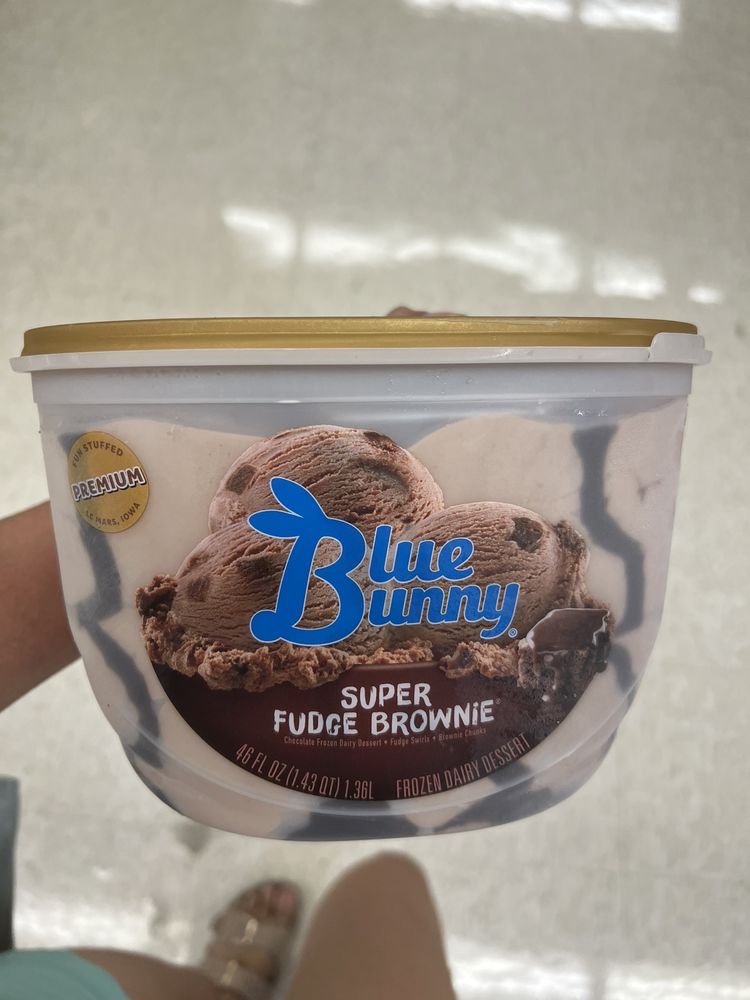 FUN STUFFED
PREMIUM
LE MARS, IOWA
Blue
Bunny®
SUPER
FUDGE BROWNiE®
Chocolate Frozen Dairy Dessert • Fudge Swirls • Brownie Chunks
46 FL OZ (1.43 QT) 1.36L FROZEN DAIRY DESSERT